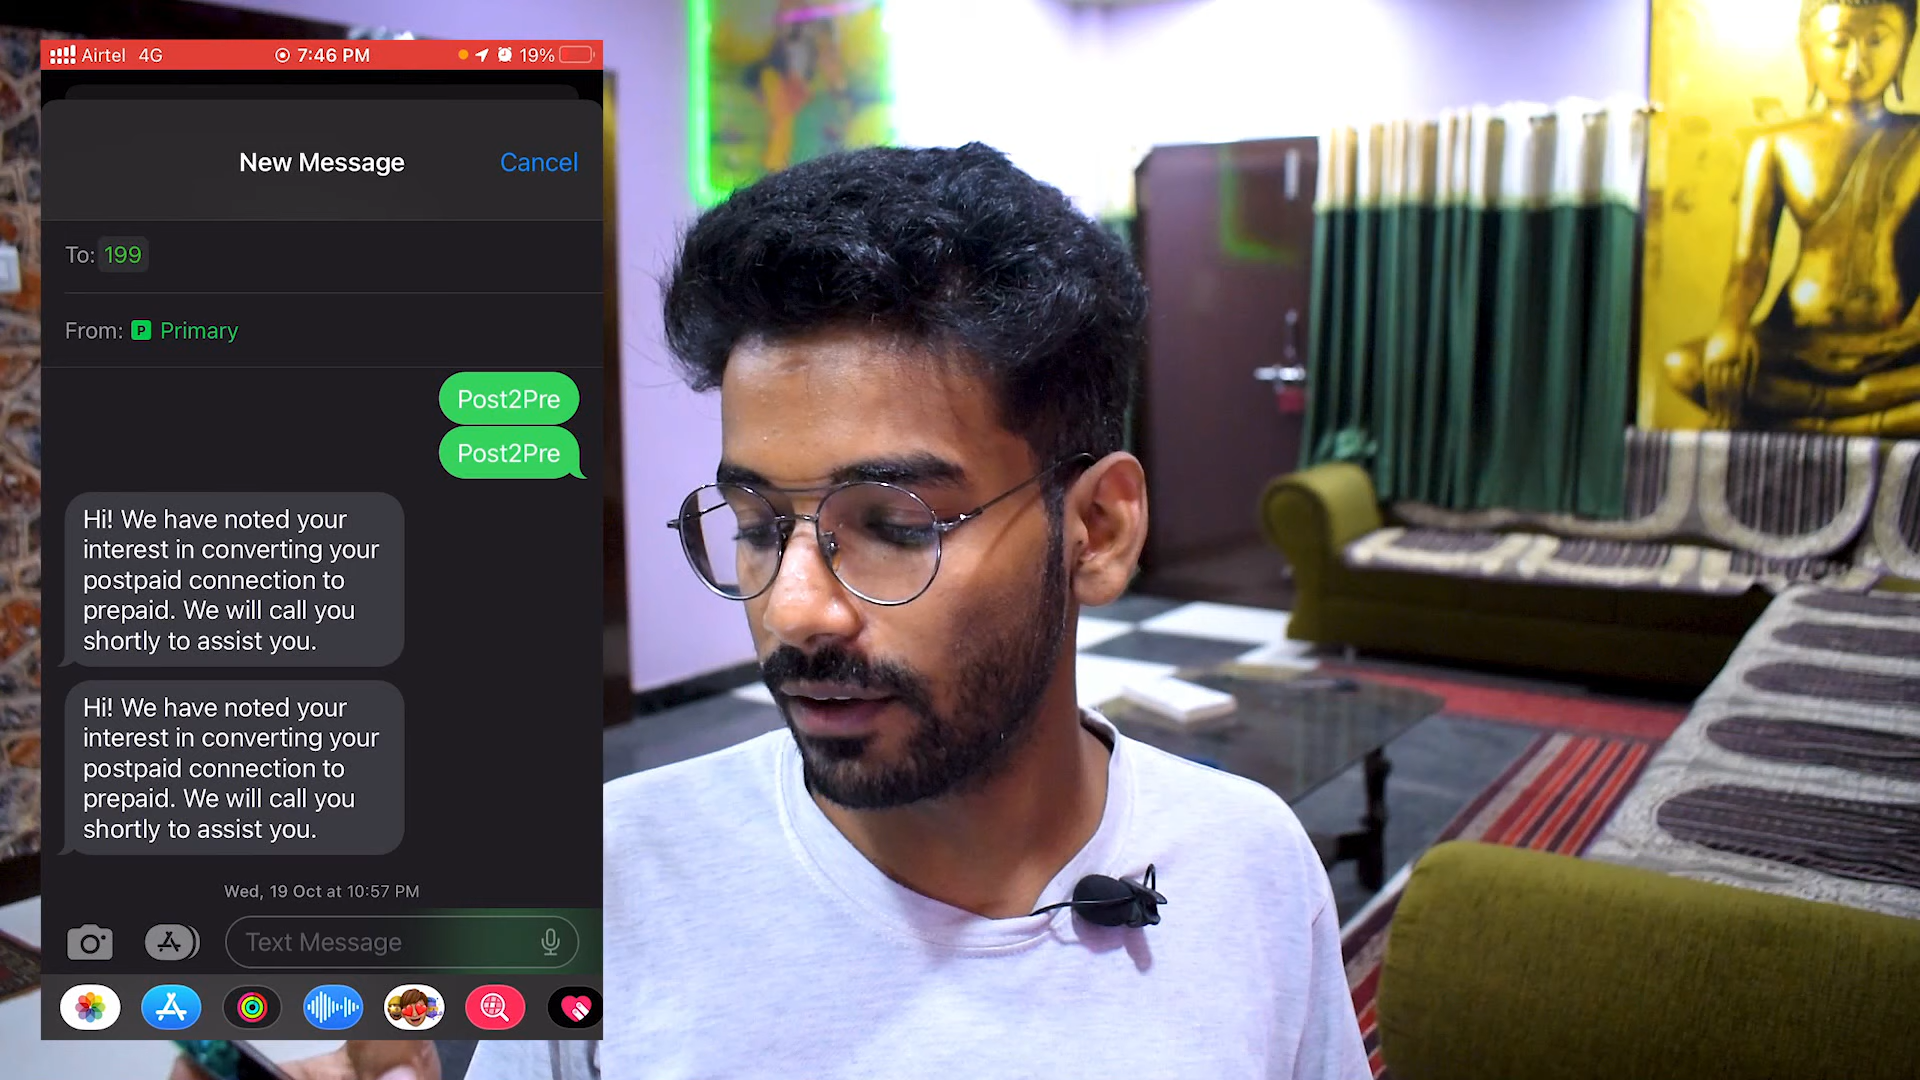 Airtel 4G 7:46 PM 19%
New Message Cancel
To: 199
From: P Primary
Post2Pre
Post2Pre
Hi! We have noted your
interest in converting your
postpaid connection to
prepaid. We will call you
shortly to assist you.
Hi! We have noted your
interest in converting your
postpaid connection to
prepaid. We will call you
shortly to assist you.
Wed, 19 Oct at 10:57 PM
Text Message